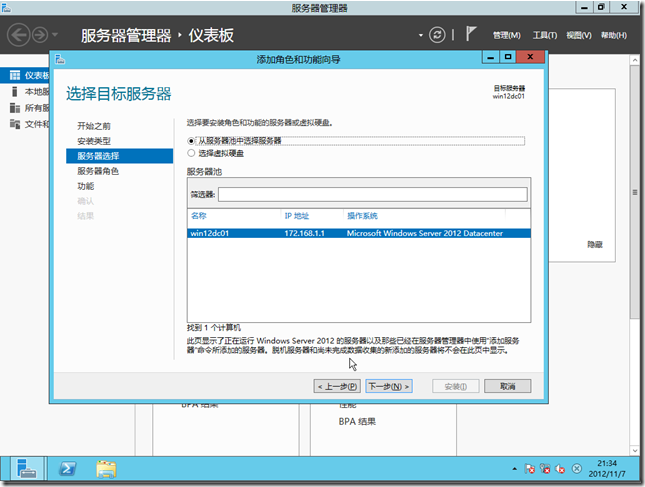 服务器管理器
服务器管理器 · 仪表板
管理(M) 工具(T) 视图(V) 帮助(H)
仪表板
本地服
所有服
文件和
添加角色和功能向导
选择目标服务器
目标服务器
win12dc01
开始之前
安装类型
服务器选择
服务器角色
功能
确认
结果
选择要安装角色和功能的服务器或虚拟硬盘。
从服务器池中选择服务器
选择虚拟硬盘
服务器池
筛选器:
名称 IP 地址 操作系统
win12dc01 172.168.1.1 Microsoft Windows Server 2012 Datacenter
找到 1 个计算机
此页显示了正在运行 Windows Server 2012 的服务器以及那些已经在服务器管理器中使用"添加服务
器"命令所添加的服务器。脱机服务器和尚未完成数据收集的新添加的服务器将不会在此页中显示。
< 上一步(P) 下一步(N) > 安装(I) 取消
隐藏
BPA 结果
性能
BPA 结果
21:34
2012/11/7